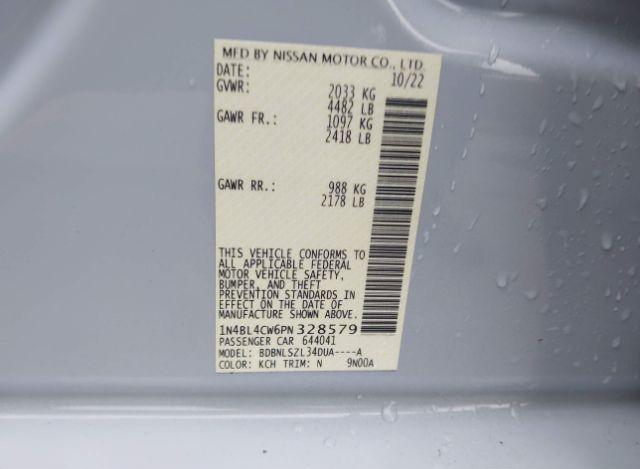 MFD BY NISSAN MOTOR CO., LTD.
DATE: 10/22
GVWR: 2033 KG
4482 LB
GAWR FR.: 1097 KG
2418 LB
GAWR RR.: 988 KG
2178 LB
THIS VEHICLE CONFORMS TO
ALL APPLICABLE FEDERAL
MOTOR VEHICLE SAFETY,
BUMPER, AND THEFT
PREVENTION STANDARDS IN
EFFECT ON THE DATE OF
MANUFACTURE SHOWN ABOVE.
1N4BL4CW6PN328579
PASSENGER CAR 644041
MODEL: BDBNLSZL34DUA----A
COLOR: KCH TRIM: N 9N00A